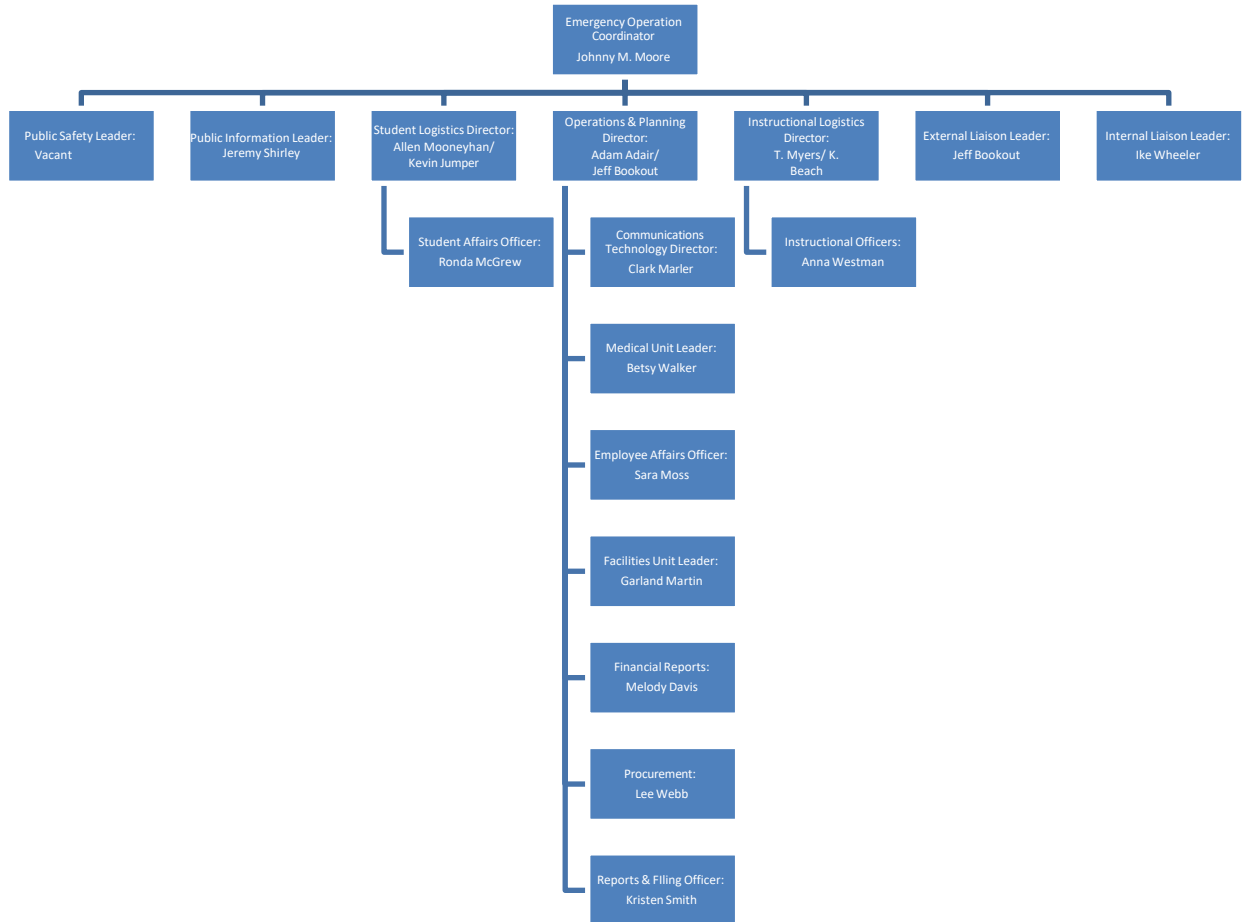 Emergency Operation
Coordinator
Johnny M. Moore
Public Safety Leader:
Vacant
Public Information Leader:
Jeremy Shirley
Student Logistics Director:
Allen Mooneyhan/
Kevin Jumper
Operations & Planning
Director:
Adam Adair/
Jeff Bookout
Instructional Logistics
Director:
T. Myers/ K.
Beach
External Liaison Leader:
Jeff Bookout
Internal Liaison Leader:
Ike Wheeler
Student Affairs Officer:
Ronda McGrew
Communications
Technology Director:
Clark Marler
Instructional Officers:
Anna Westman
Medical Unit Leader:
Betsy Walker
Employee Affairs Officer:
Sara Moss
Facilities Unit Leader:
Garland Martin
Financial Reports:
Melody Davis
Procurement:
Lee Webb
Reports & FIling Officer:
Kristen Smith